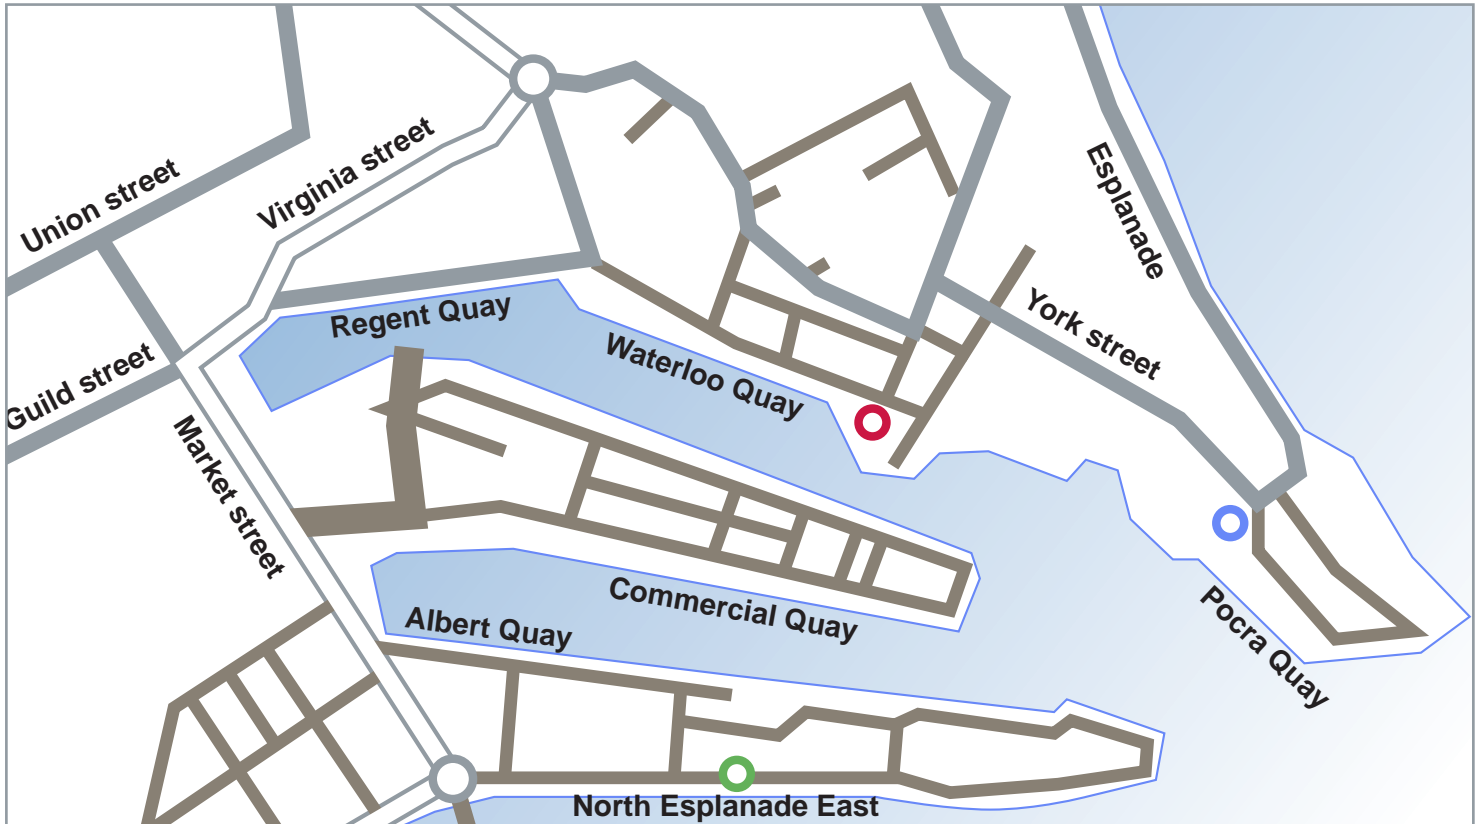 Union street
Virginia street
Esplanade
Regent Quay
York street
Waterloo Quay
Guild street
Market street
Commercial Quay
Albert Quay
Pocra Quay
North Esplanade East